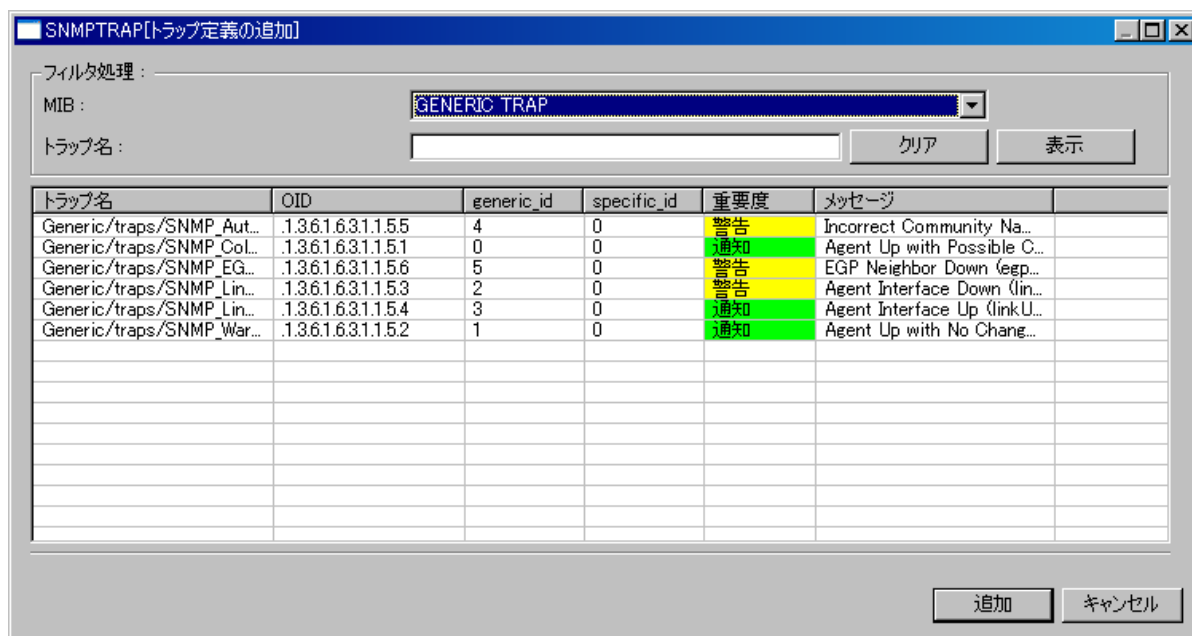 SNMPTRAP[トラップ定義の追加]
フィルタ処理：
MIB： GENERIC TRAP
トラップ名： クリア 表示
トラップ名 OID generic_id specific_id 重要度 メッセージ
Generic/traps/SNMP_Aut... .1.3.6.1.6.3.1.1.5.5 4 0 警告 Incorrect Community Na...
Generic/traps/SNMP_Col... .1.3.6.1.6.3.1.1.5.1 0 0 通知 Agent Up with Possible C...
Generic/traps/SNMP_EG... .1.3.6.1.6.3.1.1.5.6 5 0 警告 EGP Neighbor Down (egp...
Generic/traps/SNMP_Lin... .1.3.6.1.6.3.1.1.5.3 2 0 警告 Agent Interface Down (lin...
Generic/traps/SNMP_Lin... .1.3.6.1.6.3.1.1.5.4 3 0 通知 Agent Interface Up (linkU...
Generic/traps/SNMP_War... .1.3.6.1.6.3.1.1.5.2 1 0 通知 Agent Up with No Chang...
追加 キャンセル